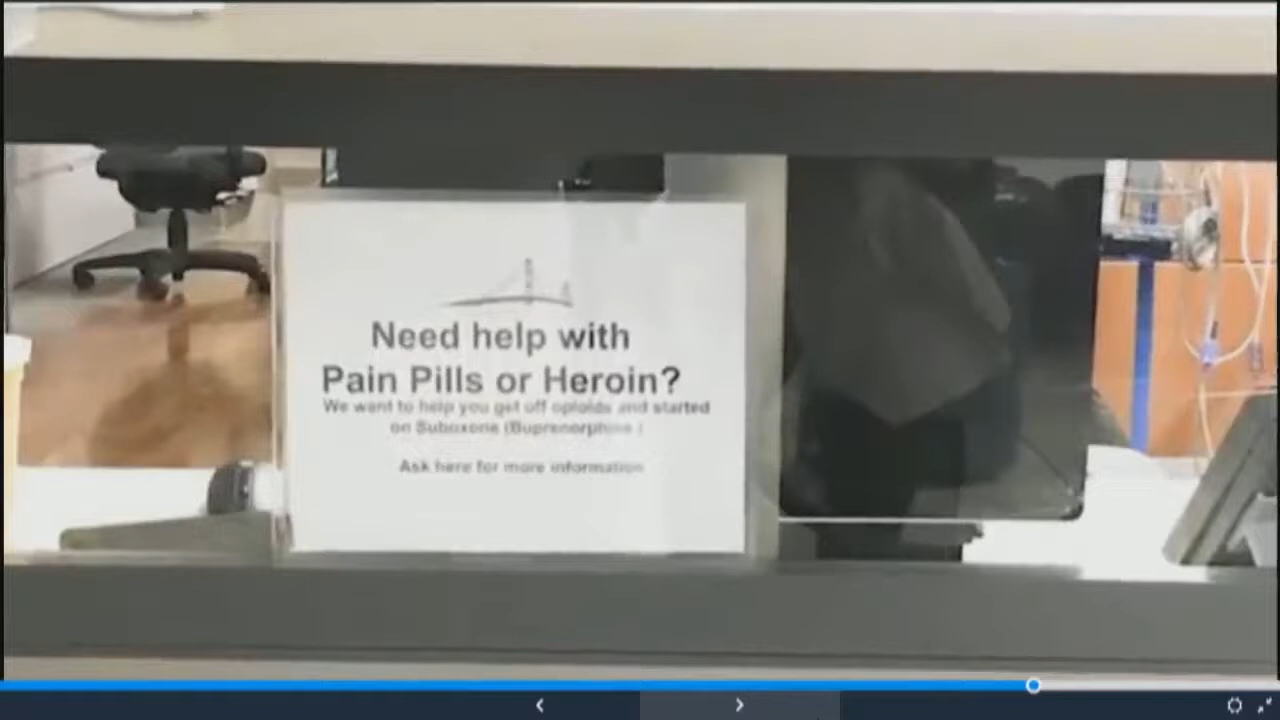 Need help with
Pain Pills or Heroin?
We want to help you get off opioids and started
on Suboxone (Buprenorphine )
Ask here for more information